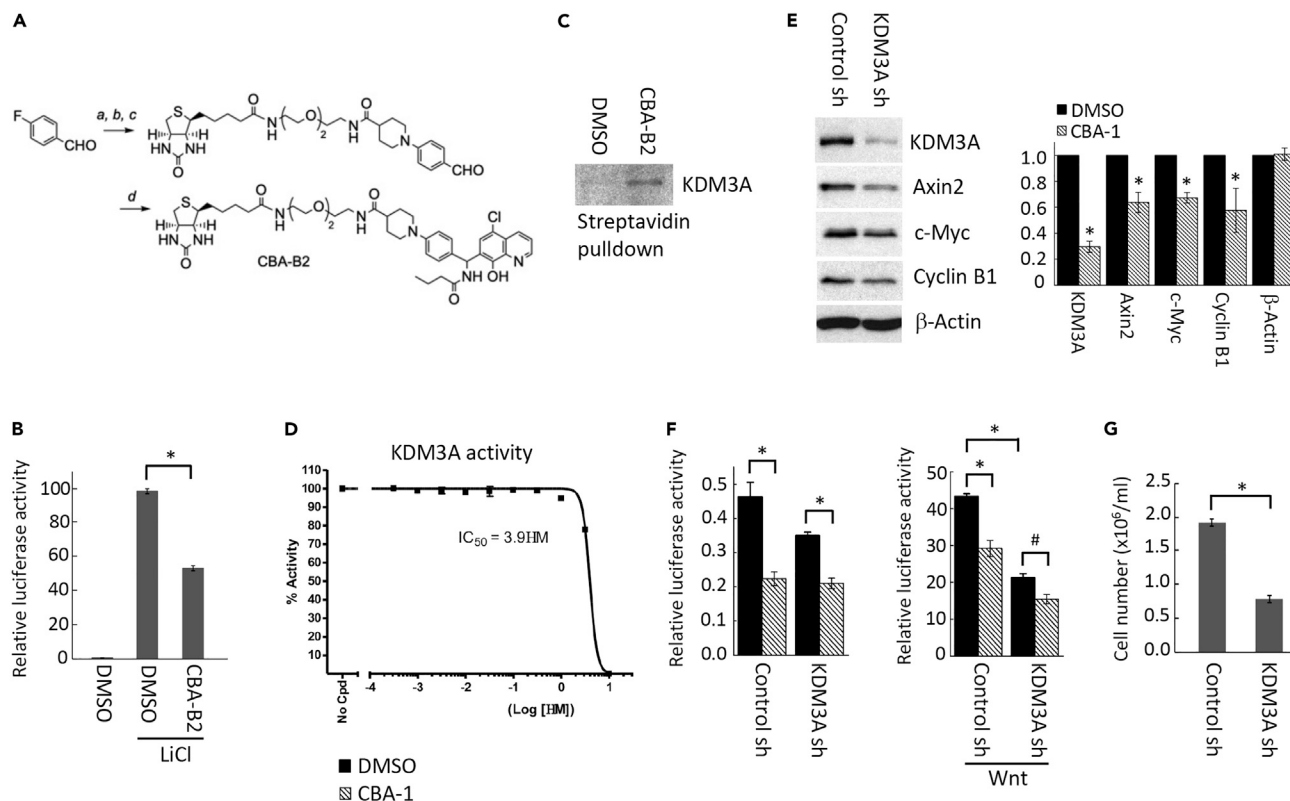 A
F
CHO
a, b, c
S
H
H
HN
NH
O
O
N
H
O
2
N
H
O
N
CHO
d
S
H
H
HN
NH
O
O
N
H
O
2
N
H
O
N
Cl
N
OH
NH
O
CBA-B2
C
DMSO
CBA-B2
KDM3A
Streptavidin
pulldown
E
Control sh
KDM3A sh
KDM3A
Axin2
c-Myc
Cyclin B1
β-Actin
DMSO
CBA-1
1.0
0.8
0.6
0.4
0.2
0
*
*
*
*
KDM3A
Axin2
c-Myc
Cyclin B1
β-Actin
B
Relative luciferase activity
100
80
60
40
20
0
*
DMSO
DMSO
CBA-B2
LiCl
D
KDM3A activity
% Activity
110
100
90
80
70
60
50
40
30
20
10
IC50 = 3.9HM
No Cpd
-4
-3
-2
-1
0
1
(Log [HM])
DMSO
CBA-1
F
Relative luciferase activity
0.5
0.4
0.3
0.2
0.1
0.0
*
*
Control sh
KDM3A sh
Relative luciferase activity
50
40
30
20
10
0
*
*
#
Control sh
KDM3A sh
Wnt
G
Cell number (x10⁶/ml)
2.5
2.0
1.5
1.0
0.5
0.0
*
Control sh
KDM3A sh